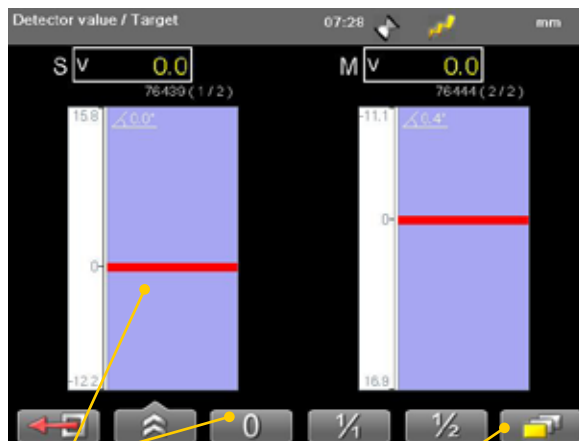 Detector value / Target 07:28 mm
S V 0.0 M V 0.0
76439 (1/2) 76444 (2/2)
15.8 0.0° -11.1 0.4°
0 0
-12.2 16.9
0 1/1 1/2